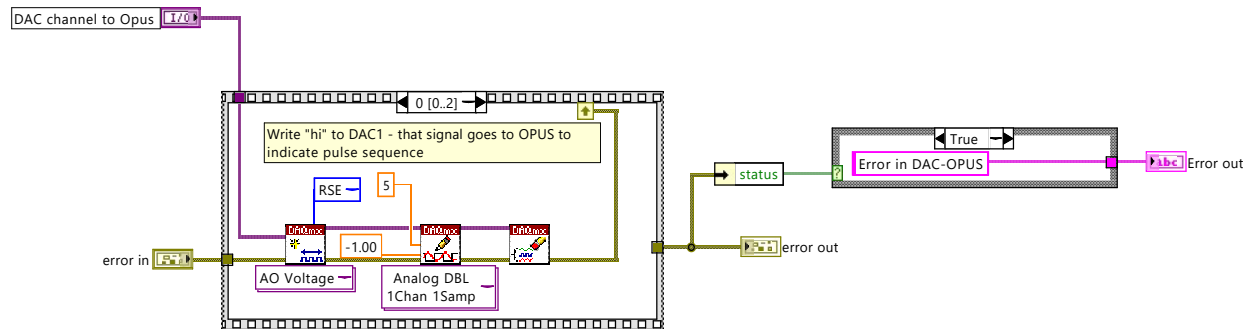 DAC channel to Opus
I/O
0 [0..2]
Write "hi" to DAC1 - that signal goes to OPUS to
indicate pulse sequence
True
Error in DAC-OPUS
abc
Error out
status
?
RSE
5
DAQmx
DAQmx
DAQmx
-1.00
error in
error out
AO Voltage
Analog DBL
1Chan 1Samp